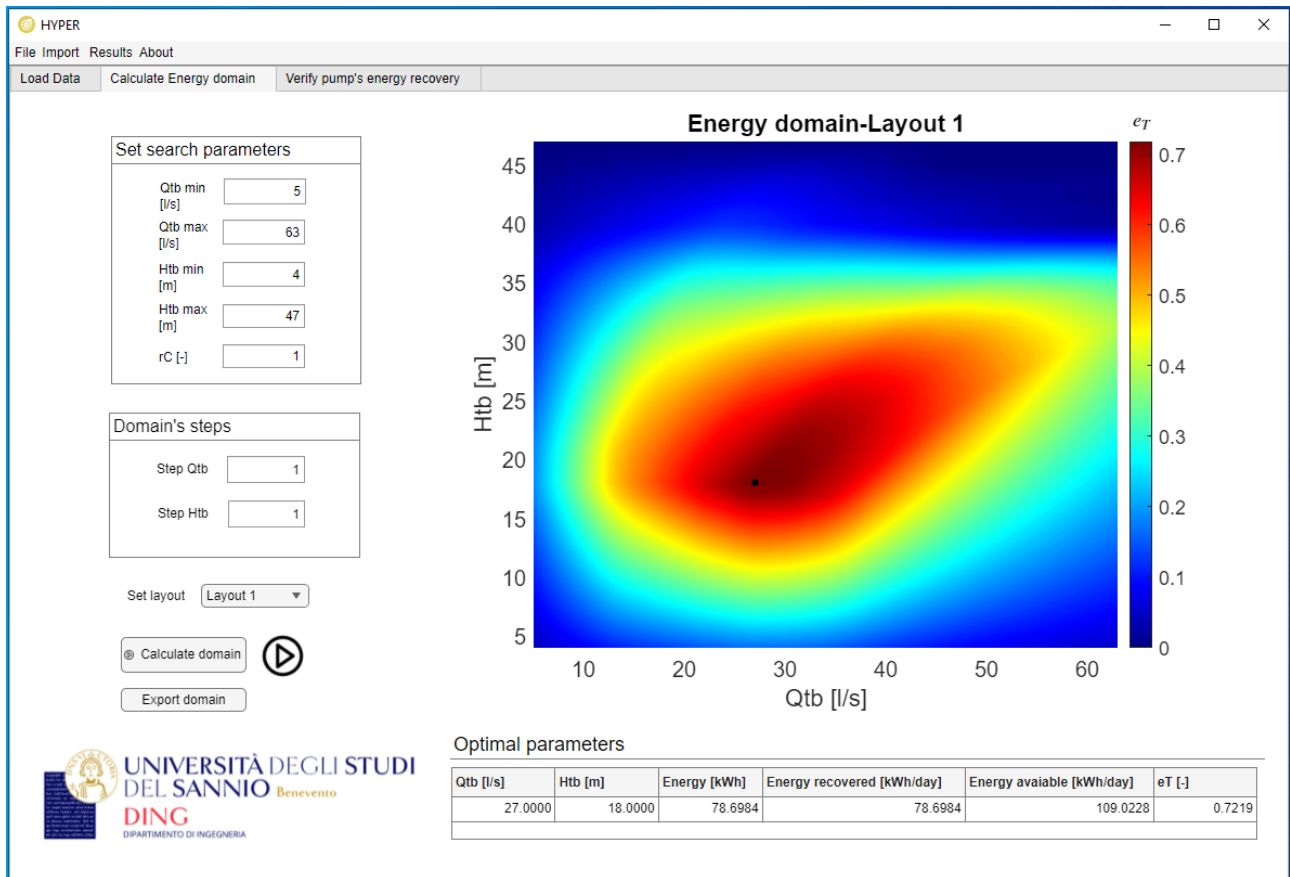 HYPER
File Import Results About
Load Data Calculate Energy domain Verify pump's energy recovery
Set search parameters
Qtb min
[l/s]
5
Qtb max
[l/s]
63
Htb min
[m]
4
Htb max
[m]
47
rC [-]
1
Domain's steps
Step Qtb
1
Step Htb
1
Set layout Layout 1
Calculate domain
Export domain
Energy domain-Layout 1
eT
45
40
35
30
25
20
15
10
5
Htb [m]
10 20 30 40 50 60
Qtb [l/s]
0.7
0.6
0.5
0.4
0.3
0.2
0.1
0
UNIVERSITÀ DEGLI STUDI
DEL SANNIO Benevento
DING
DIPARTIMENTO DI INGEGNERIA
Optimal parameters
Qtb [l/s] Htb [m] Energy [kWh] Energy recovered [kWh/day] Energy avaiable [kWh/day] eT [-]
27.0000 18.0000 78.6984 78.6984 109.0228 0.7219